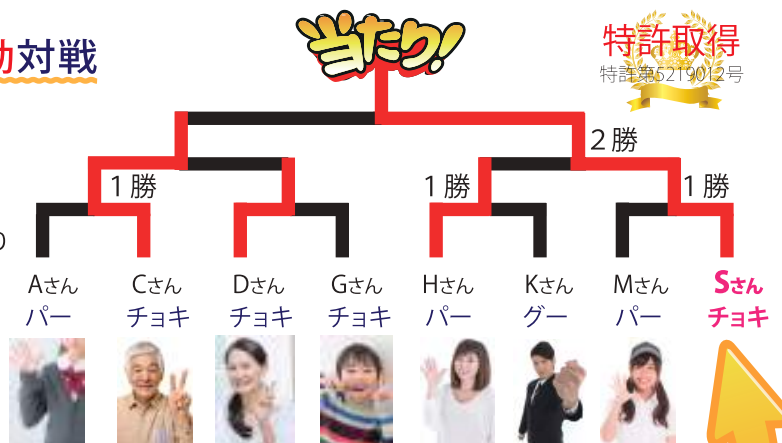 当たり!
対戦
特許取得
特許第5219012号
2勝
1勝
1勝
1勝
Aさん
Cさん
Dさん
Gさん
Hさん
Kさん
Mさん
Sさん
パー
チョキ
チョキ
チョキ
パー
グー
パー
チョキ